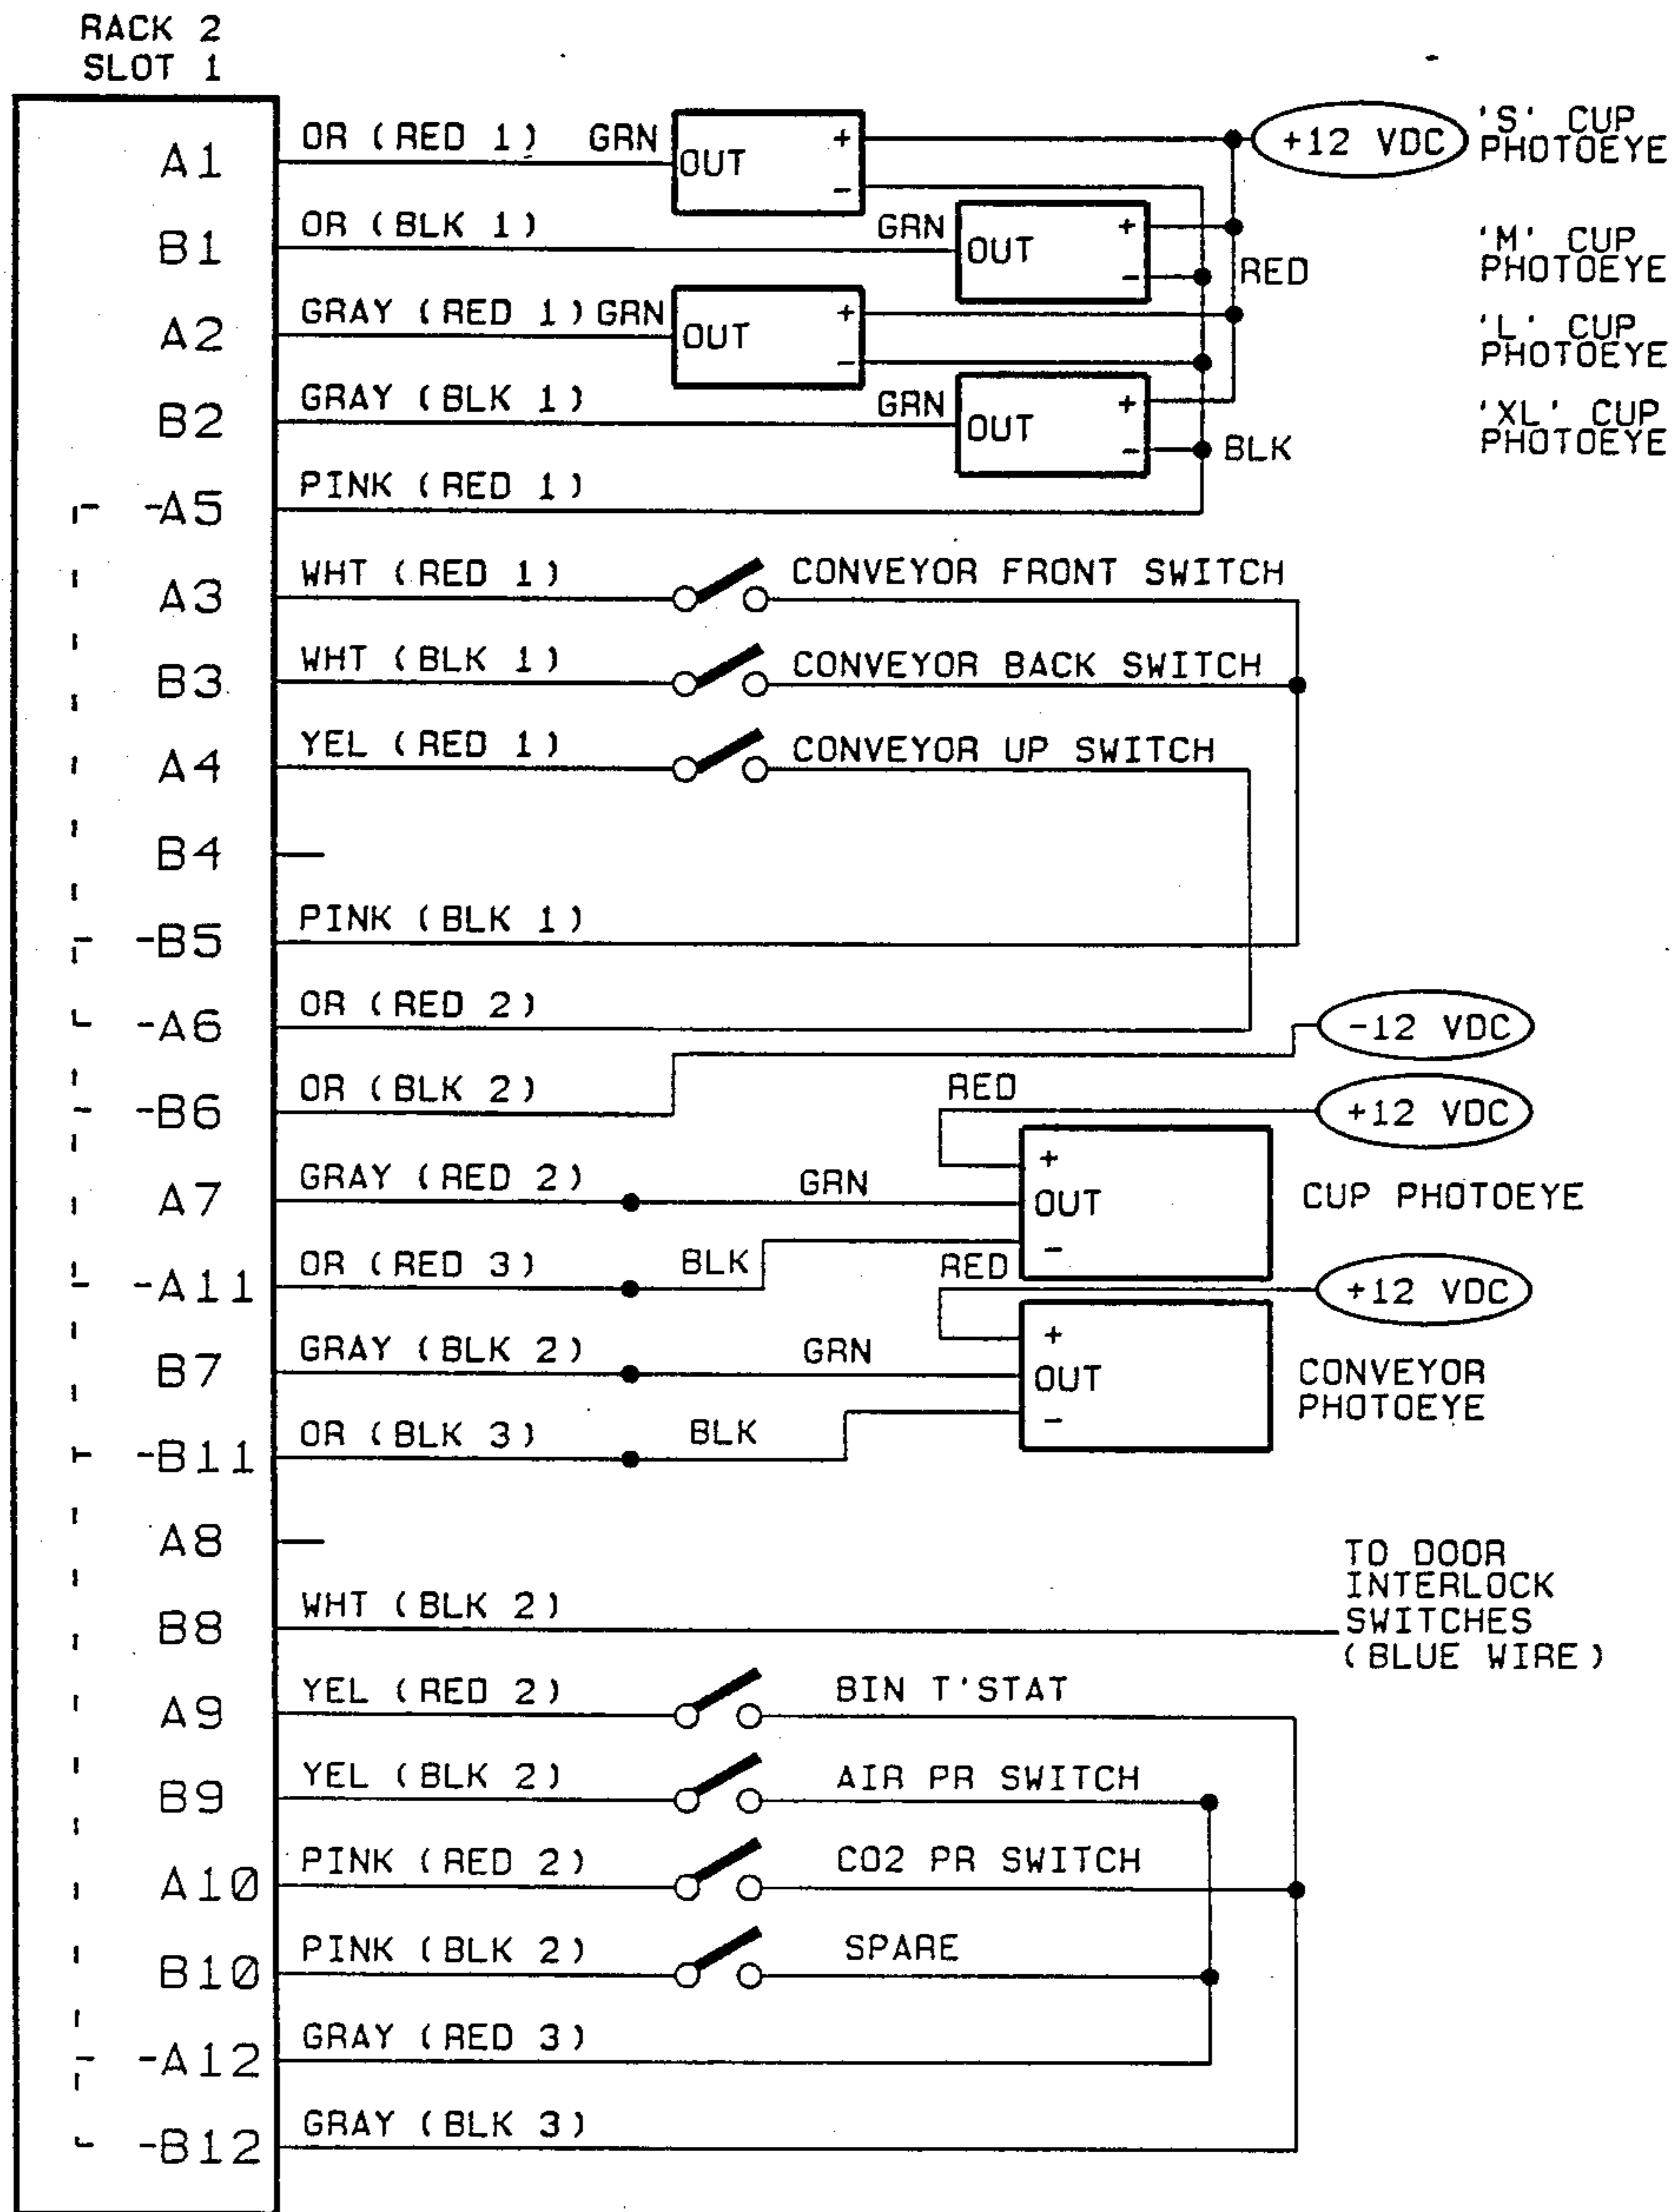 RACK 2
SLOT 1
A1 OR (RED 1) GRN OUT + - +12 VDC 'S' CUP
PHOTOEYE
B1 OR (BLK 1) GRN OUT + - RED 'M' CUP
PHOTOEYE
A2 GRAY (RED 1) GRN OUT + - 'L' CUP
PHOTOEYE
B2 GRAY (BLK 1) GRN OUT + - BLK 'XL' CUP
PHOTOEYE
-A5 PINK (RED 1)
A3 WHT (RED 1) CONVEYOR FRONT SWITCH
B3 WHT (BLK 1) CONVEYOR BACK SWITCH
A4 YEL (RED 1) CONVEYOR UP SWITCH
B4
-B5 PINK (BLK 1)
-A6 OR (RED 2) -12 VDC
-B6 OR (BLK 2) RED +12 VDC
+
A7 GRAY (RED 2) GRN OUT CUP PHOTOEYE
-
-A11 OR (RED 3) BLK RED +12 VDC
+
B7 GRAY (BLK 2) GRN OUT CONVEYOR
PHOTOEYE
-
-B11 OR (BLK 3) BLK
A8
TO DOOR
INTERLOCK
B8 WHT (BLK 2) SWITCHES
(BLUE WIRE)
A9 YEL (RED 2) BIN T'STAT
B9 YEL (BLK 2) AIR PR SWITCH
A10 PINK (RED 2) CO2 PR SWITCH
B10 PINK (BLK 2) SPARE
-A12 GRAY (RED 3)
-B12 GRAY (BLK 3)